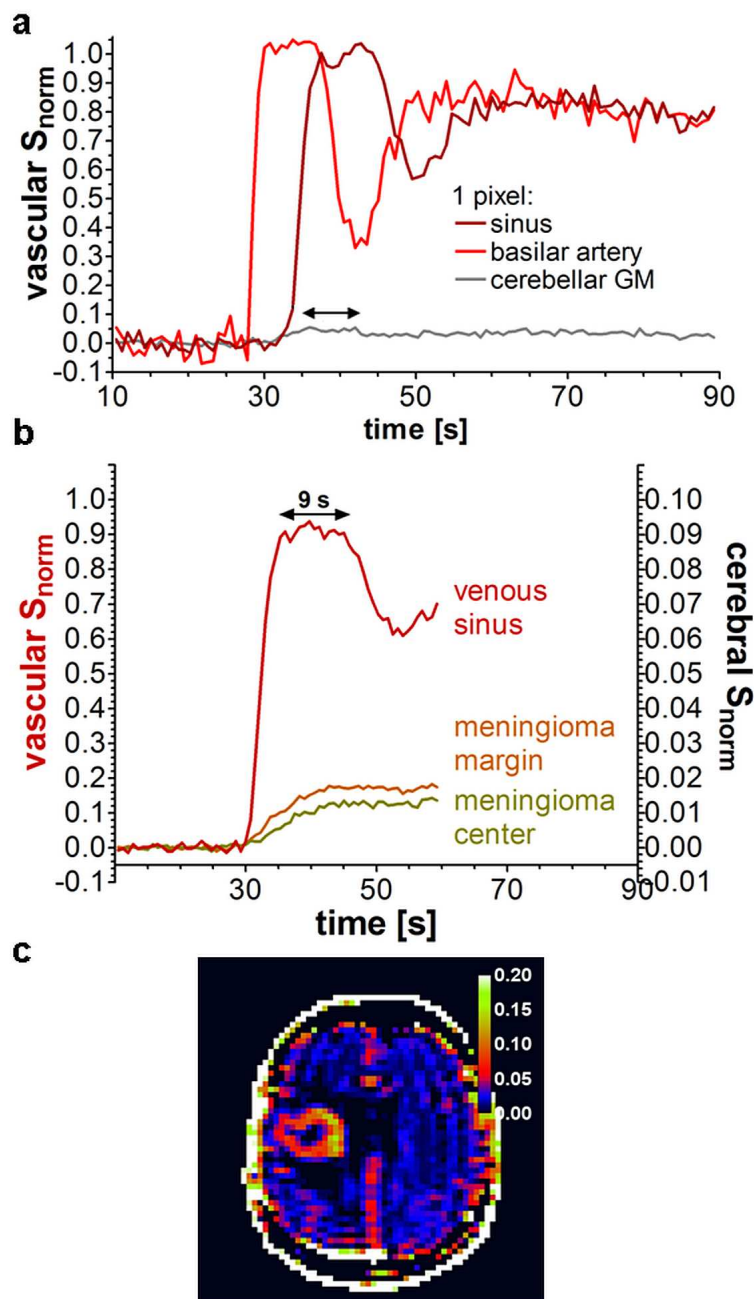 a
vascular S_norm
1.0
0.9
0.8
0.7
0.6
0.5
0.4
0.3
0.2
0.1
0.0
-0.1
1 pixel:
sinus
basilar artery
cerebellar GM
10 30 50 70 90
time [s]
b
vascular S_norm
1.0
0.9
0.8
0.7
0.6
0.5
0.4
0.3
0.2
0.1
0.0
-0.1
9 s
venous
sinus
meningioma
margin
meningioma
center
0.10
0.09
0.08
0.07
0.06
0.05
0.04
0.03
0.02
0.01
0.00
-0.01
cerebral S_norm
10 30 50 70 90
time [s]
c
0.20
0.15
0.10
0.05
0.00